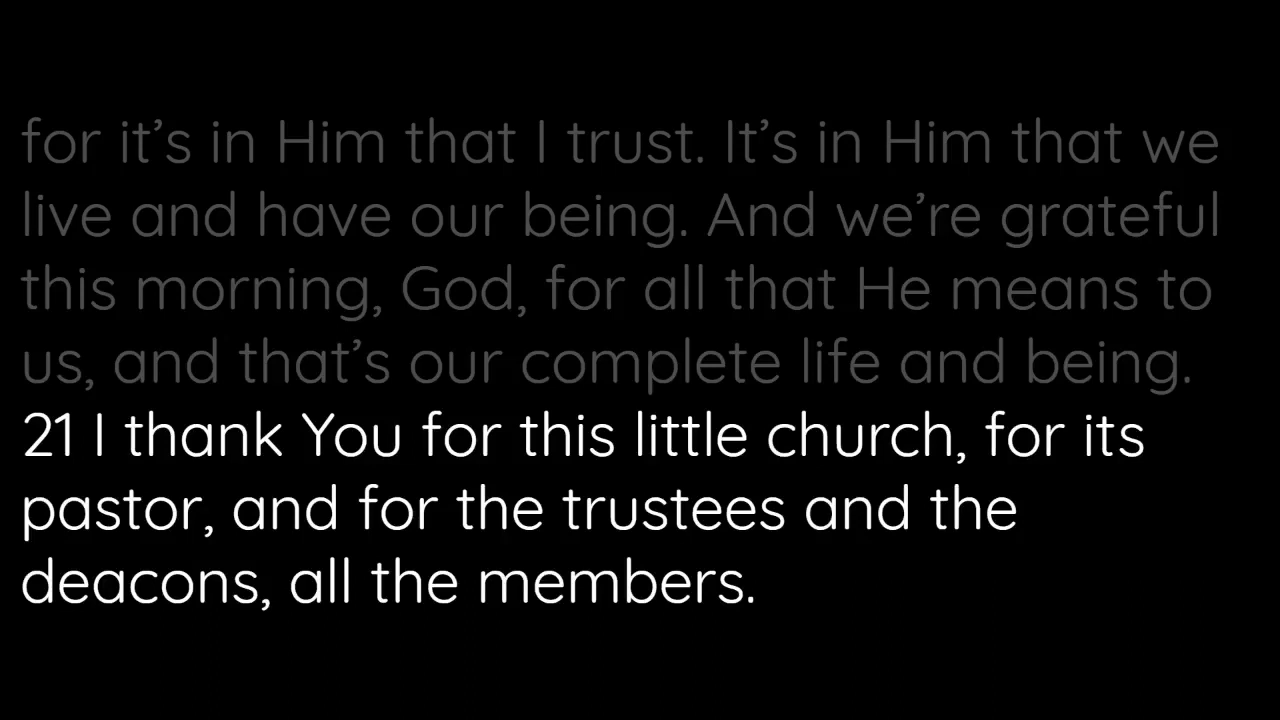 for it’s in Him that I trust. It’s in Him that we
live and have our being. And we’re grateful
this morning, God, for all that He means to
us, and that’s our complete life and being.
21 I thank You for this little church, for its
pastor, and for the trustees and the
deacons, all the members.